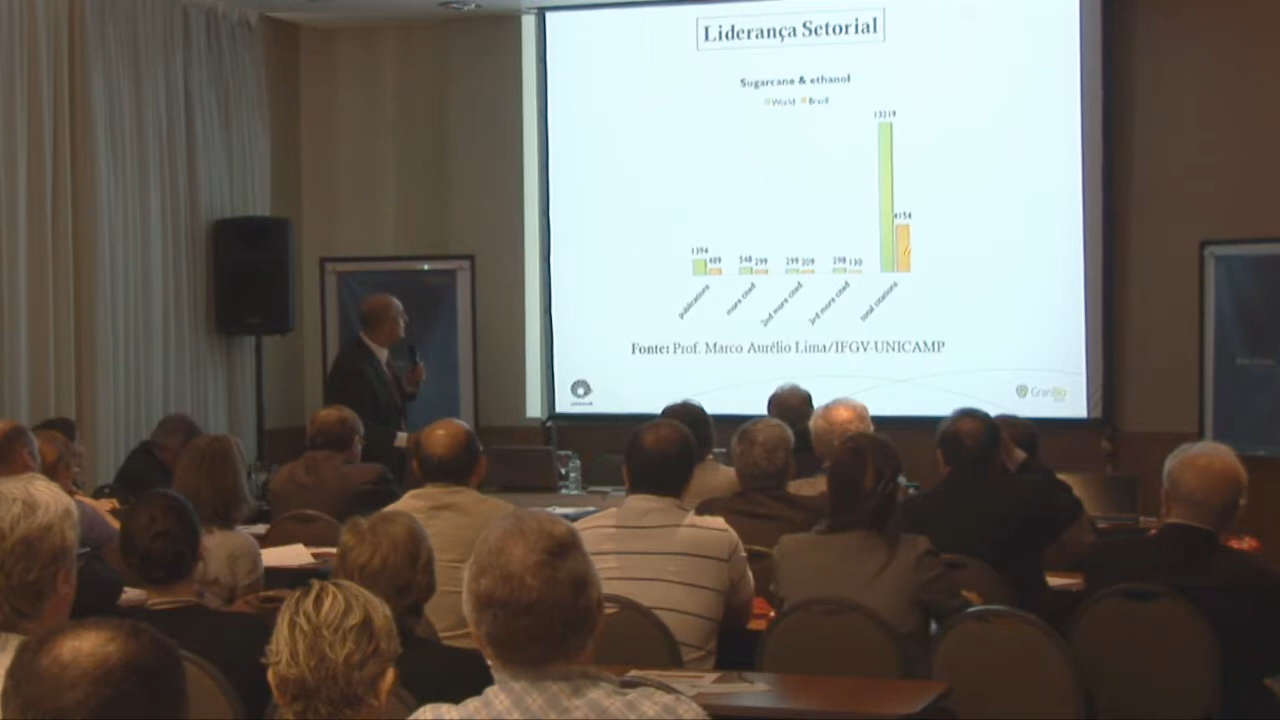 Liderança Setorial
Sugarcane & ethanol
World Brazil
13219
4154
1394 489 548 299 299 209 298 130
publications more cited 2nd more cited 3rd more cited total citations
Fonte: Prof. Marco Aurélio Lima/IFGV-UNICAMP
GranBio